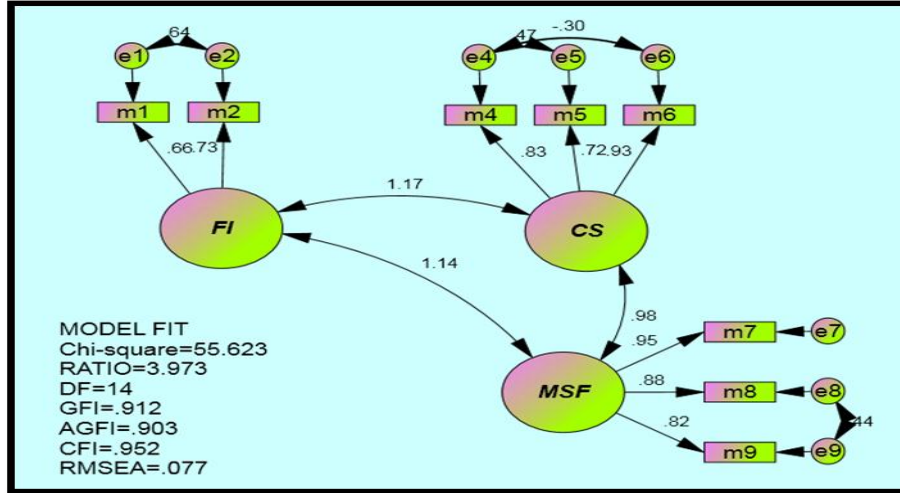 .64
e1 e2
m1 m2
.66 .73
FI
.47 -.30
e4 e5 e6
m4 m5 m6
.83 .72 .93
CS
1.17
1.14
.98
MSF
.95 m7 e7
.88 m8 e8
.82 m9 e9
.44
MODEL FIT
Chi-square=55.623
RATIO=3.973
DF=14
GFI=.912
AGFI=.903
CFI=.952
RMSEA=.077